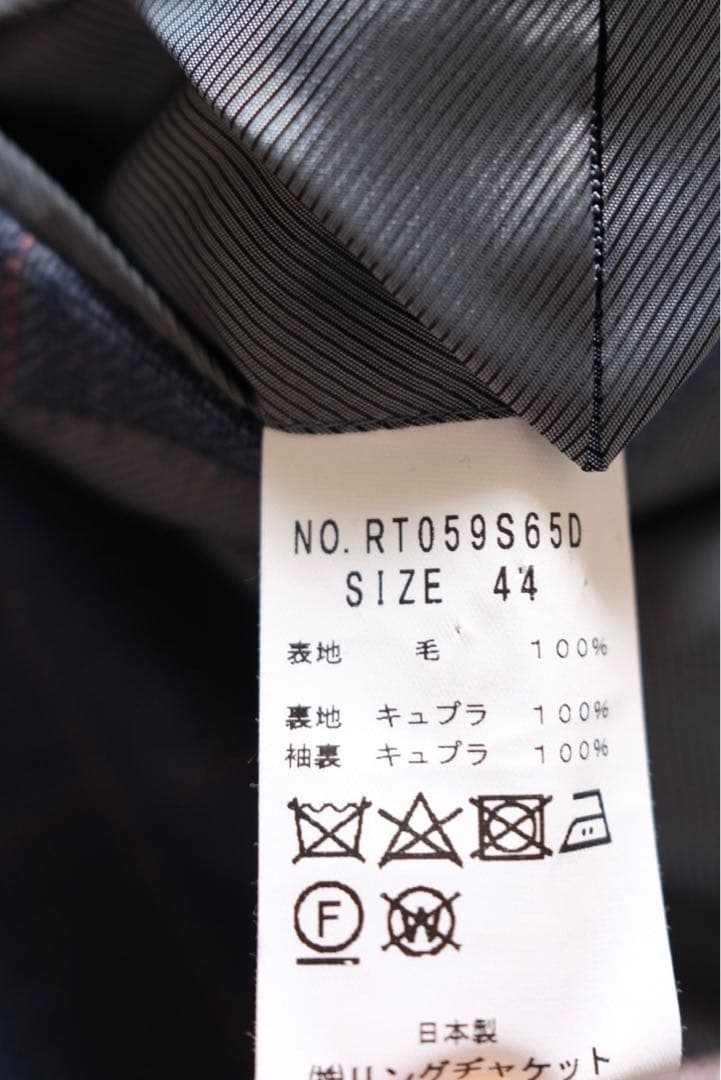 NO. RT059S65D
SIZE 44
表地 毛 100%
裏地 キュプラ 100%
袖裏 キュプラ 100%
F W
日本製
㈱リングヂャケット